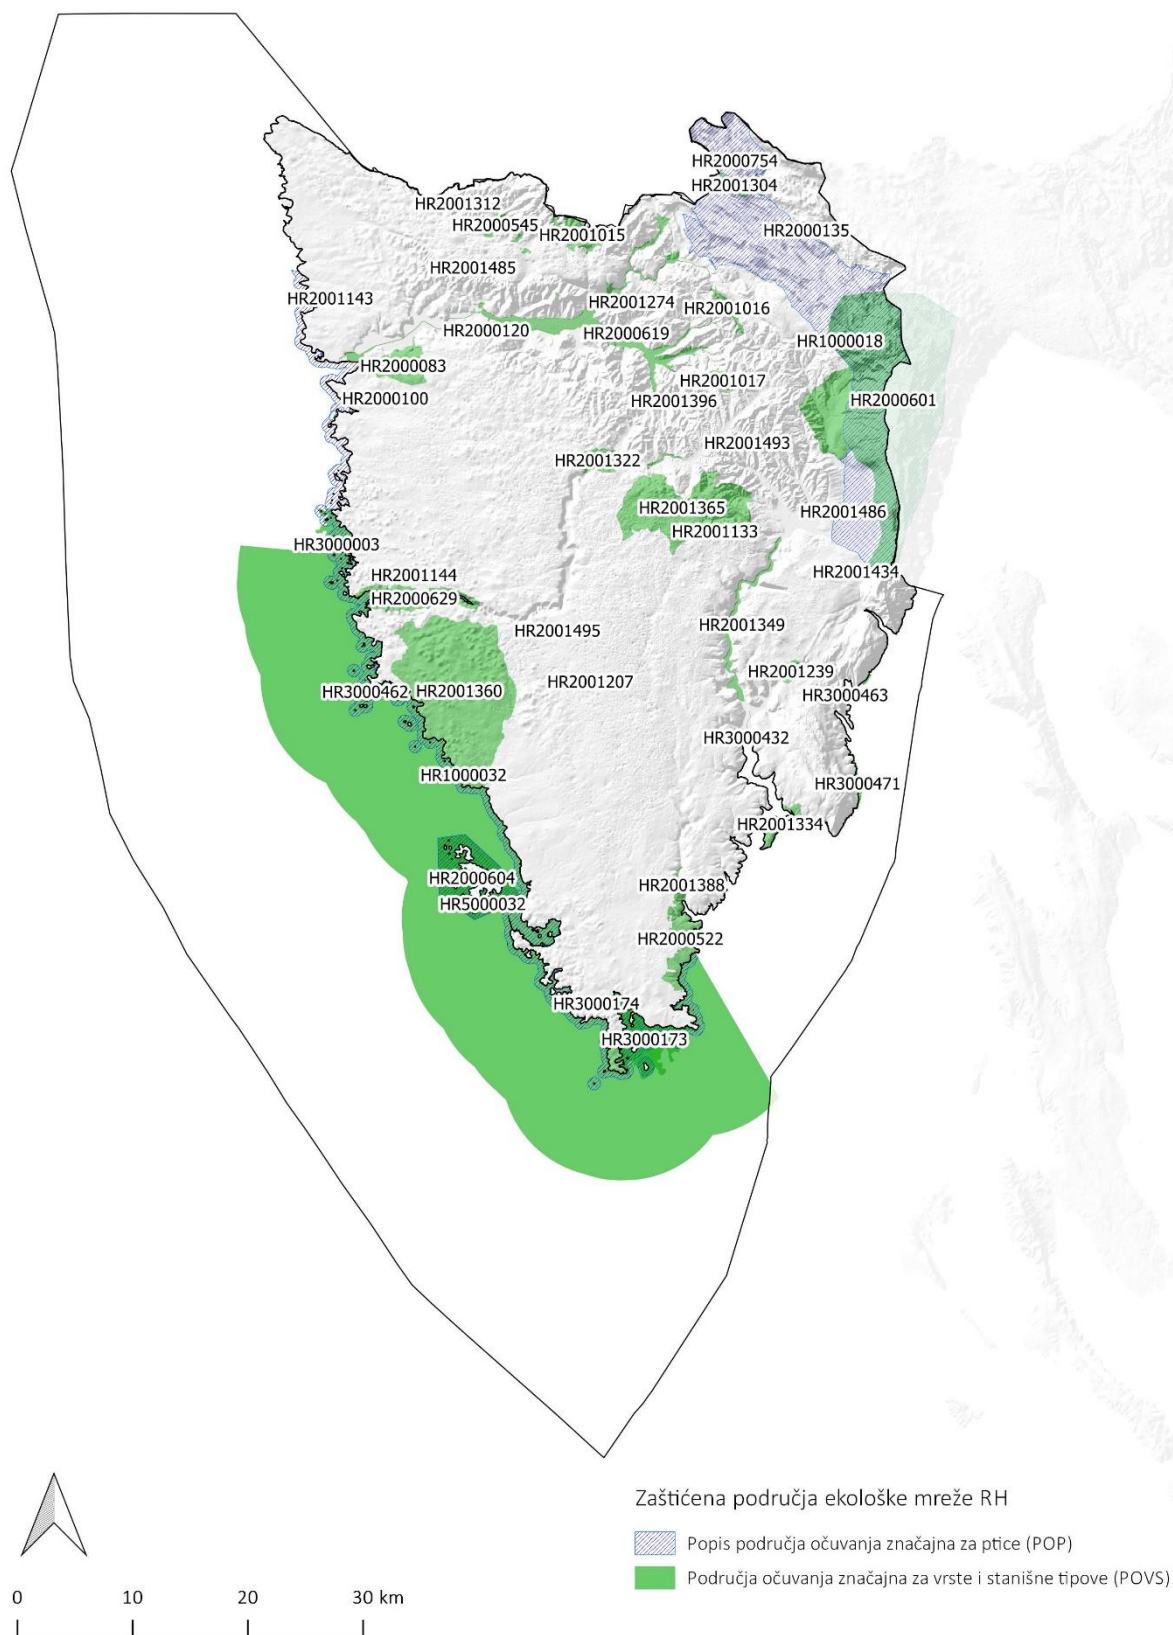 HR2000754
HR2001304
HR2001312
HR2000545
HR2001015
HR2000135
HR2001485
HR2001143
HR2001274
HR2001016
HR2000120
HR2000619
HR1000018
HR2000083
HR2001017
HR2000100
HR2001396
HR2000601
HR2001493
HR2001322
HR2001365
HR2001486
HR2001133
HR3000003
HR2001144
HR2001434
HR2000629
HR2001495
HR2001349
HR2001239
HR2001207
HR3000462
HR2001360
HR3000463
HR3000432
HR1000032
HR3000471
HR2001334
HR2000604
HR2001388
HR5000032
HR2000522
HR3000174
HR3000173
Zaštićena područja ekološke mreže RH
Popis područja očuvanja značajna za ptice (POP)
Područja očuvanja značajna za vrste i stanišne tipove (POVS)
0 10 20 30 km